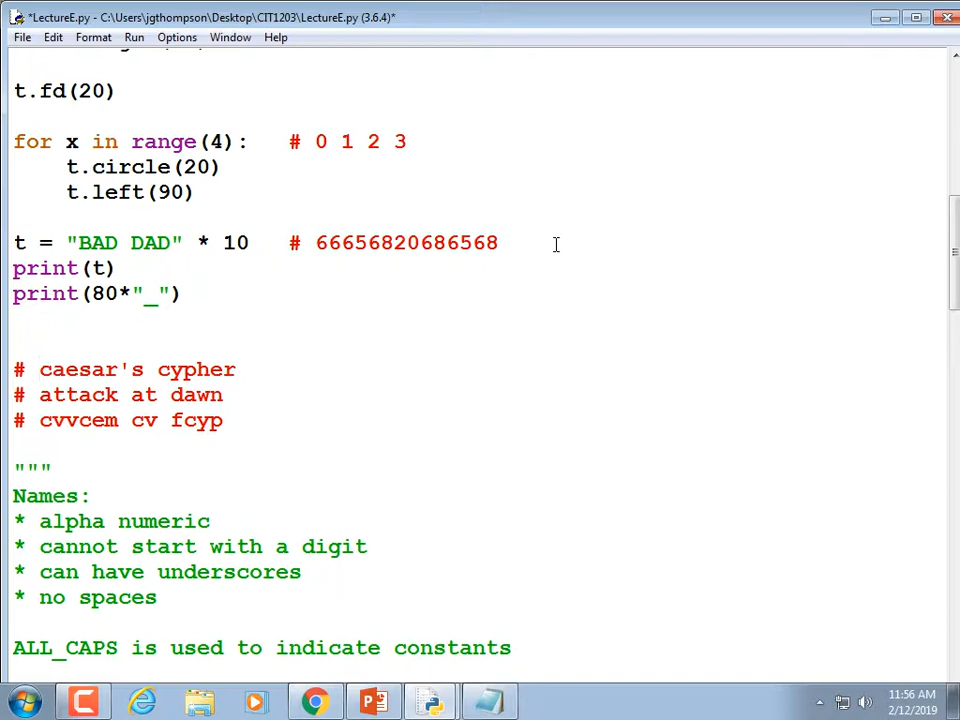 *LectureE.py - C:\Users\jgthompson\Desktop\CIT1203\LectureE.py (3.6.4)*
File Edit Format Run Options Window Help
t.fd(20)
for x in range(4):   # 0 1 2 3
    t.circle(20)
    t.left(90)
t = "BAD DAD" * 10   # 66656820686568
print(t)
print(80*"_")
# caesar's cypher
# attack at dawn
# cvvcem cv fcyp
"""
Names:
* alpha numeric
* cannot start with a digit
* can have underscores
* no spaces
ALL_CAPS is used to indicate constants
11:56 AM
2/12/2019